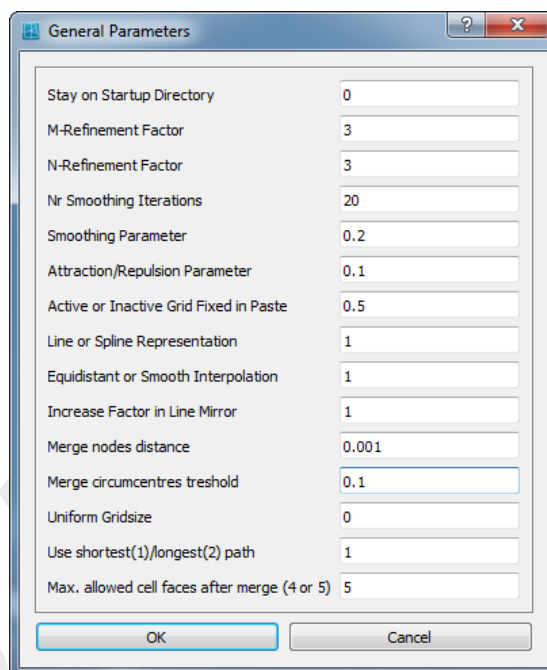 General Parameters
Stay on Startup Directory 0
M-Refinement Factor 3
N-Refinement Factor 3
Nr Smoothing Iterations 20
Smoothing Parameter 0.2
Attraction/Repulsion Parameter 0.1
Active or Inactive Grid Fixed in Paste 0.5
Line or Spline Representation 1
Equidistant or Smooth Interpolation 1
Increase Factor in Line Mirror 1
Merge nodes distance 0.001
Merge circumcentres treshold 0.1
Uniform Gridsize 0
Use shortest(1)/longest(2) path 1
Max. allowed cell faces after merge (4 or 5) 5
OK Cancel